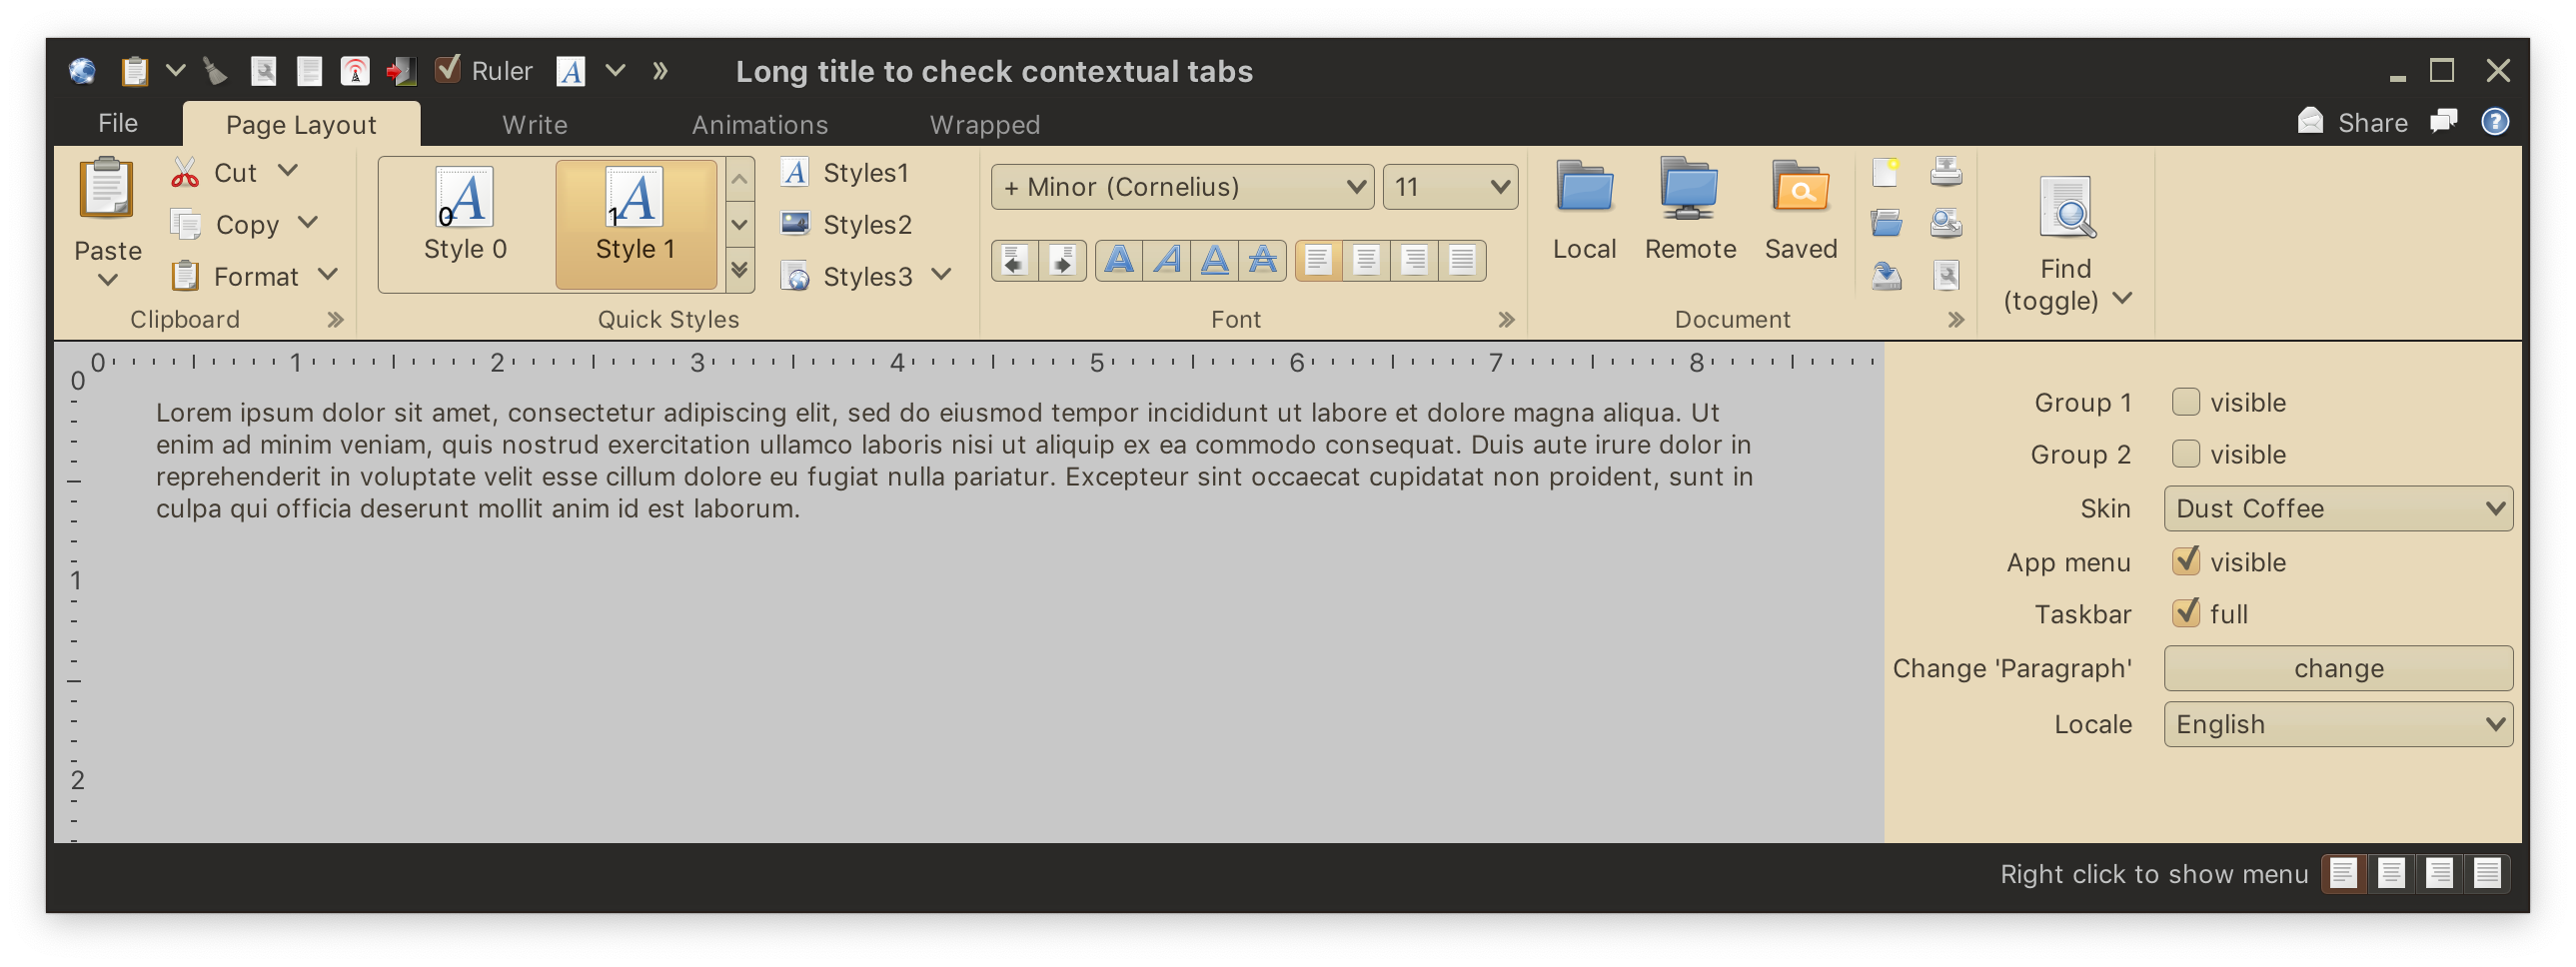 Ruler
Long title to check contextual tabs
File
Page Layout
Write
Animations
Wrapped
Share
Paste
Cut
Copy
Format
Clipboard
0
Style 0
1
Style 1
Styles1
Styles2
Styles3
Quick Styles
+ Minor (Cornelius)
11
Font
Local
Remote
Saved
Document
Find
(toggle)
0 1 2 3 4 5 6 7 8
0
1
2
Lorem ipsum dolor sit amet, consectetur adipiscing elit, sed do eiusmod tempor incididunt ut labore et dolore magna aliqua. Ut
enim ad minim veniam, quis nostrud exercitation ullamco laboris nisi ut aliquip ex ea commodo consequat. Duis aute irure dolor in
reprehenderit in voluptate velit esse cillum dolore eu fugiat nulla pariatur. Excepteur sint occaecat cupidatat non proident, sunt in
culpa qui officia deserunt mollit anim id est laborum.
Group 1 visible
Group 2 visible
Skin Dust Coffee
App menu visible
Taskbar full
Change 'Paragraph' change
Locale English
Right click to show menu